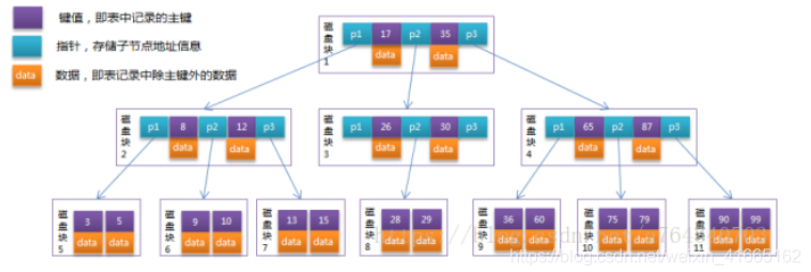 键值，即表中记录的主键
指针，存储子节点地址信息
data 数据，即表记录中除主键外的数据
磁盘块1 p1 17 p2 35 p3
data data
磁盘块2 p1 8 p2 12 p3
data data
磁盘块3 p1 26 p2 30 p3
data data
磁盘块4 p1 65 p2 87 p3
data data
磁盘块5 3 5
data data
磁盘块6 9 10
data data
磁盘块7 13 15
data data
磁盘块8 28 29
data data
磁盘块9 36 60
data data
磁盘块10 75 79
data data
磁盘块11 90 99
data data
https://blog.csdn.net/weixin_41665162